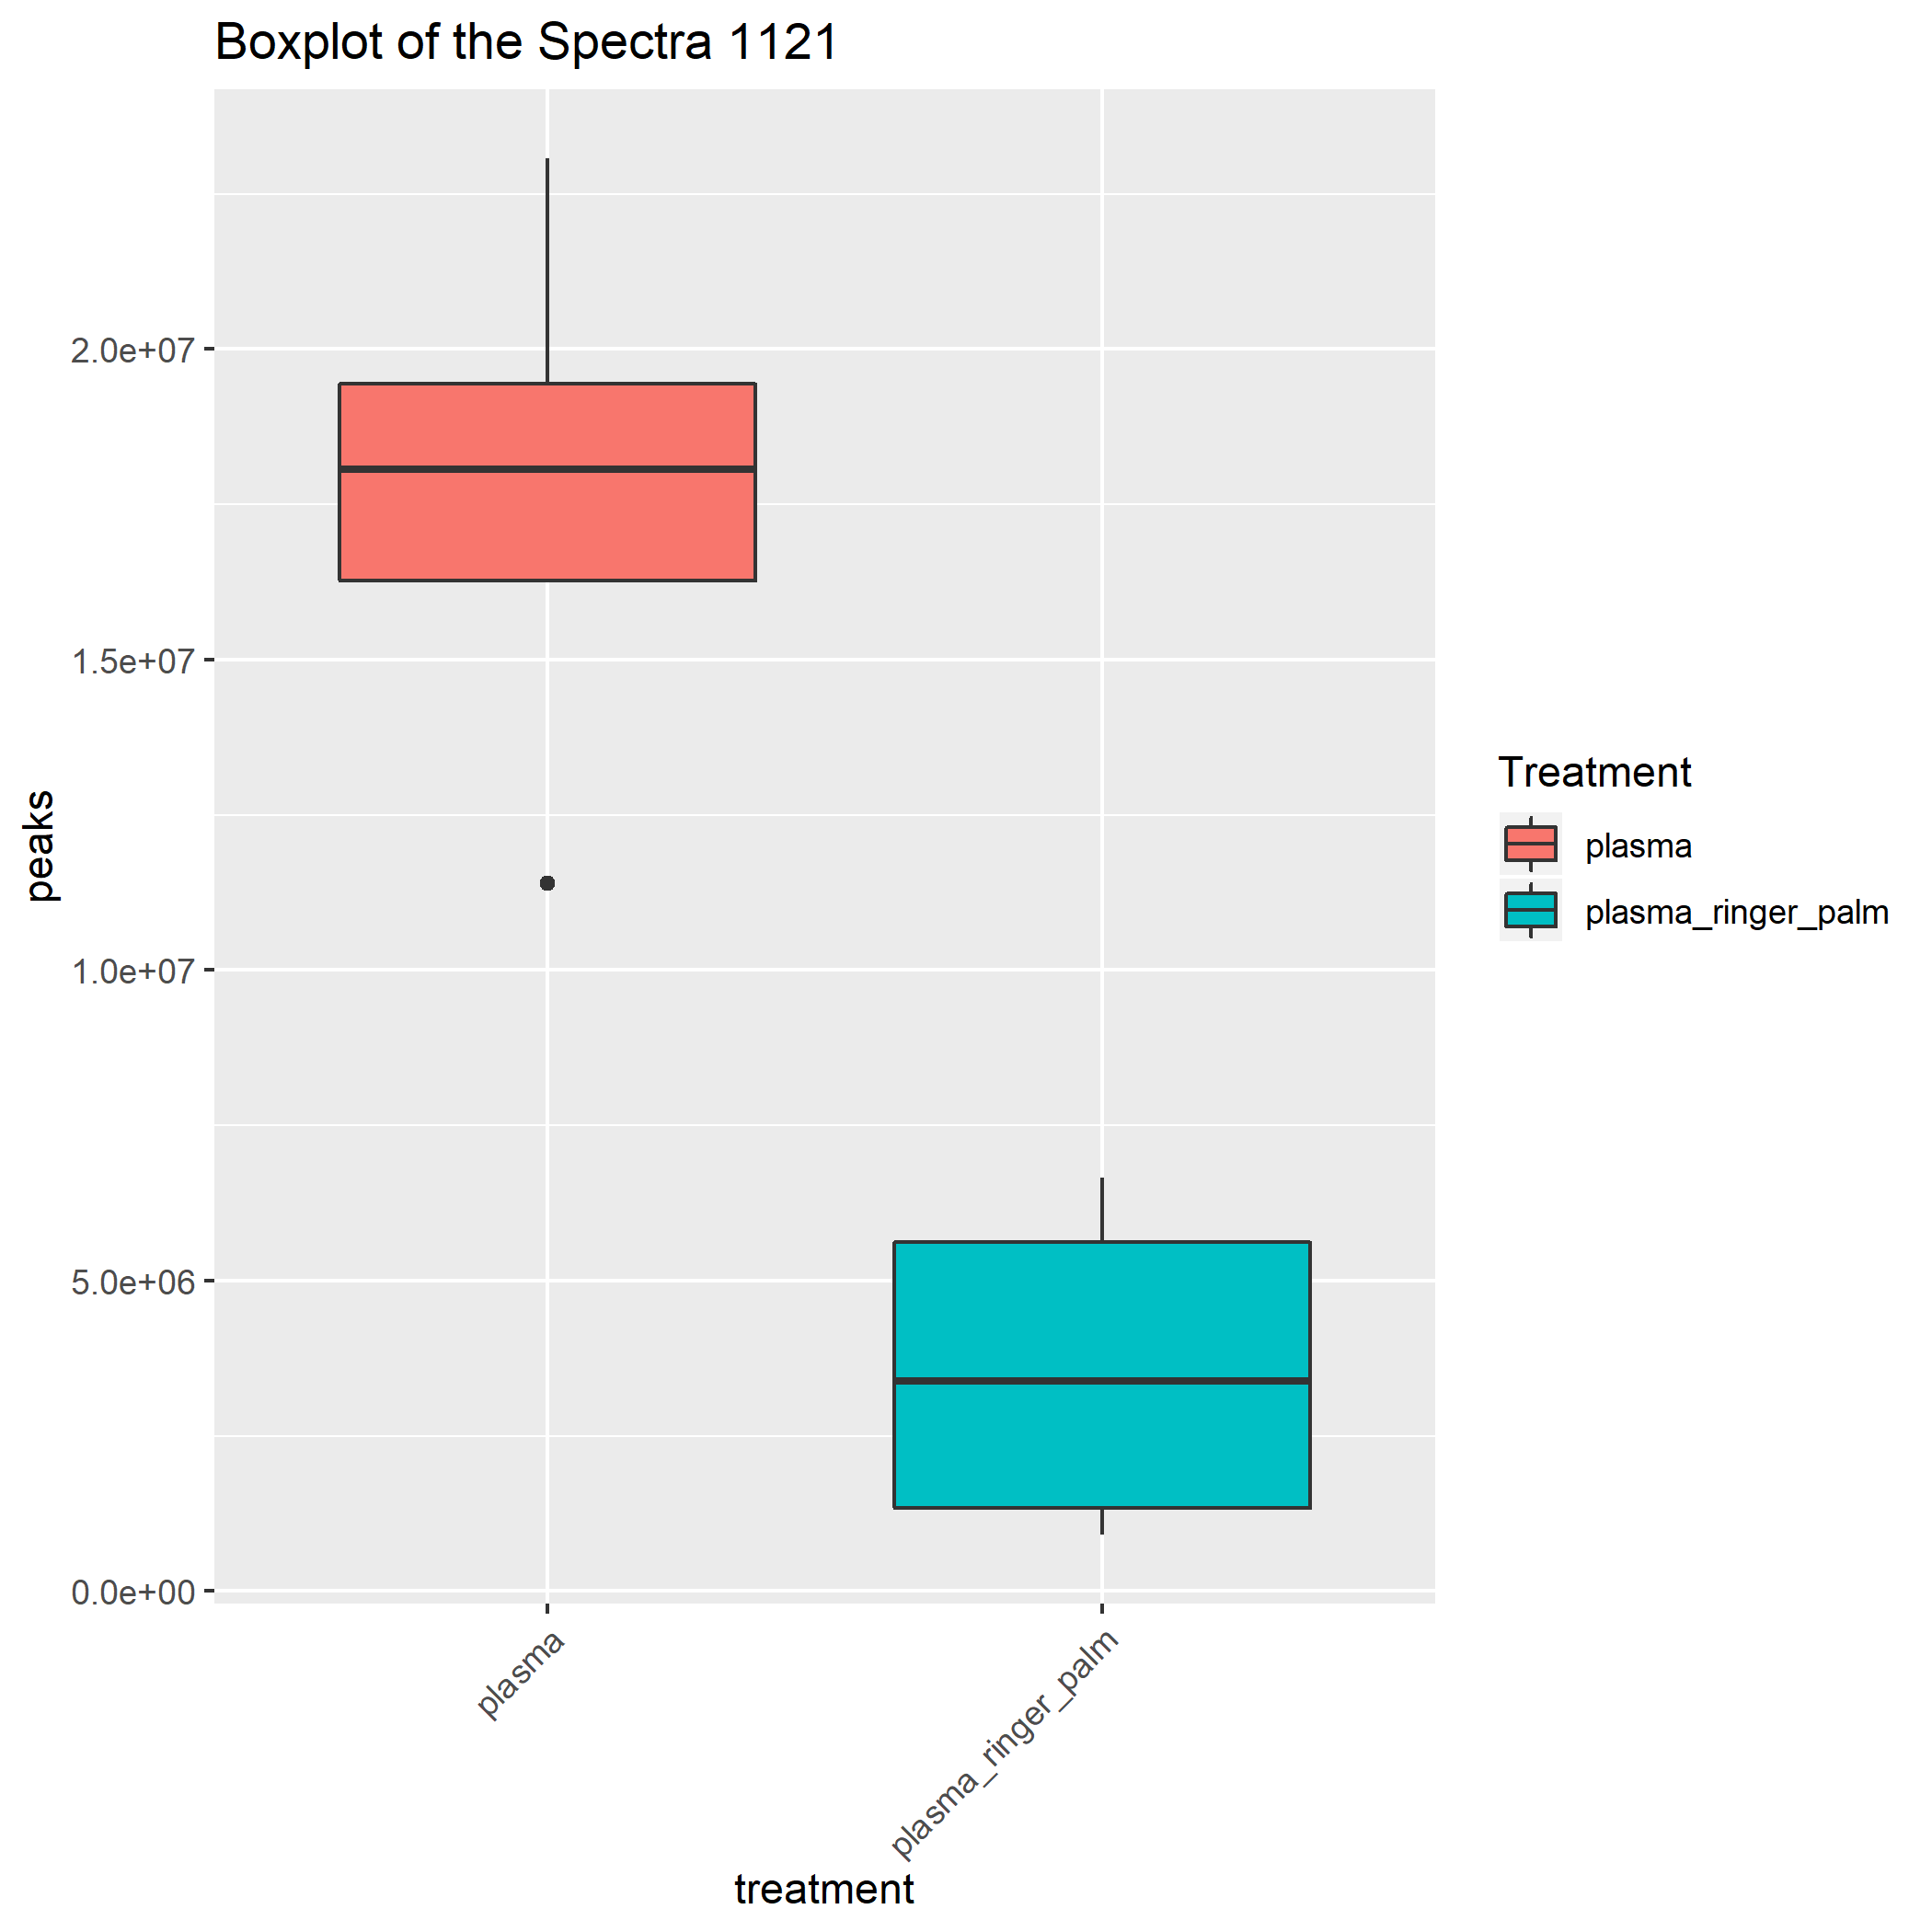 Boxplot of the Spectra 1121
peaks
2.0e+07
1.5e+07
1.0e+07
5.0e+06
0.0e+00
plasma
plasma_ringer_palm
treatment
Treatment
plasma
plasma_ringer_palm